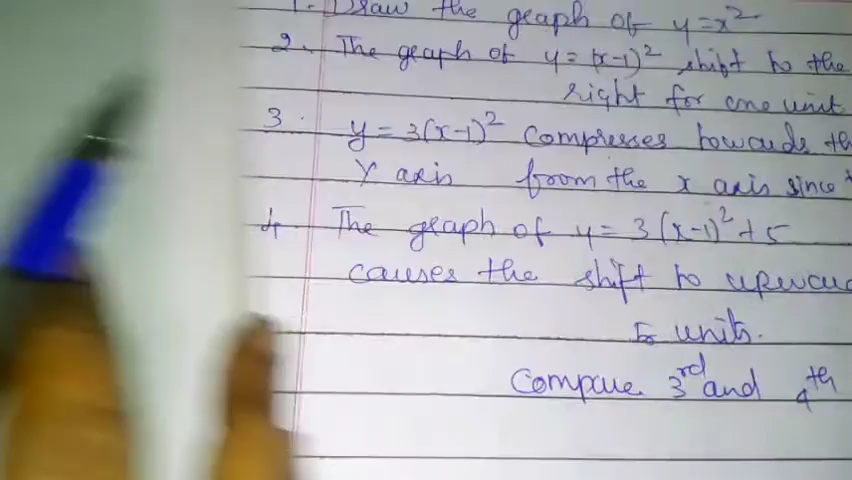 1. Draw the graph of y=x²
2. The graph of y=(x-1)² shift to the
right for one unit
3. y = 3(x-1)² compresses towards th
Y axis from the x axis since
4 The graph of y = 3(x-1)² + 5
causes the shift to upwa
5 units.
Compare 3rd and 4th